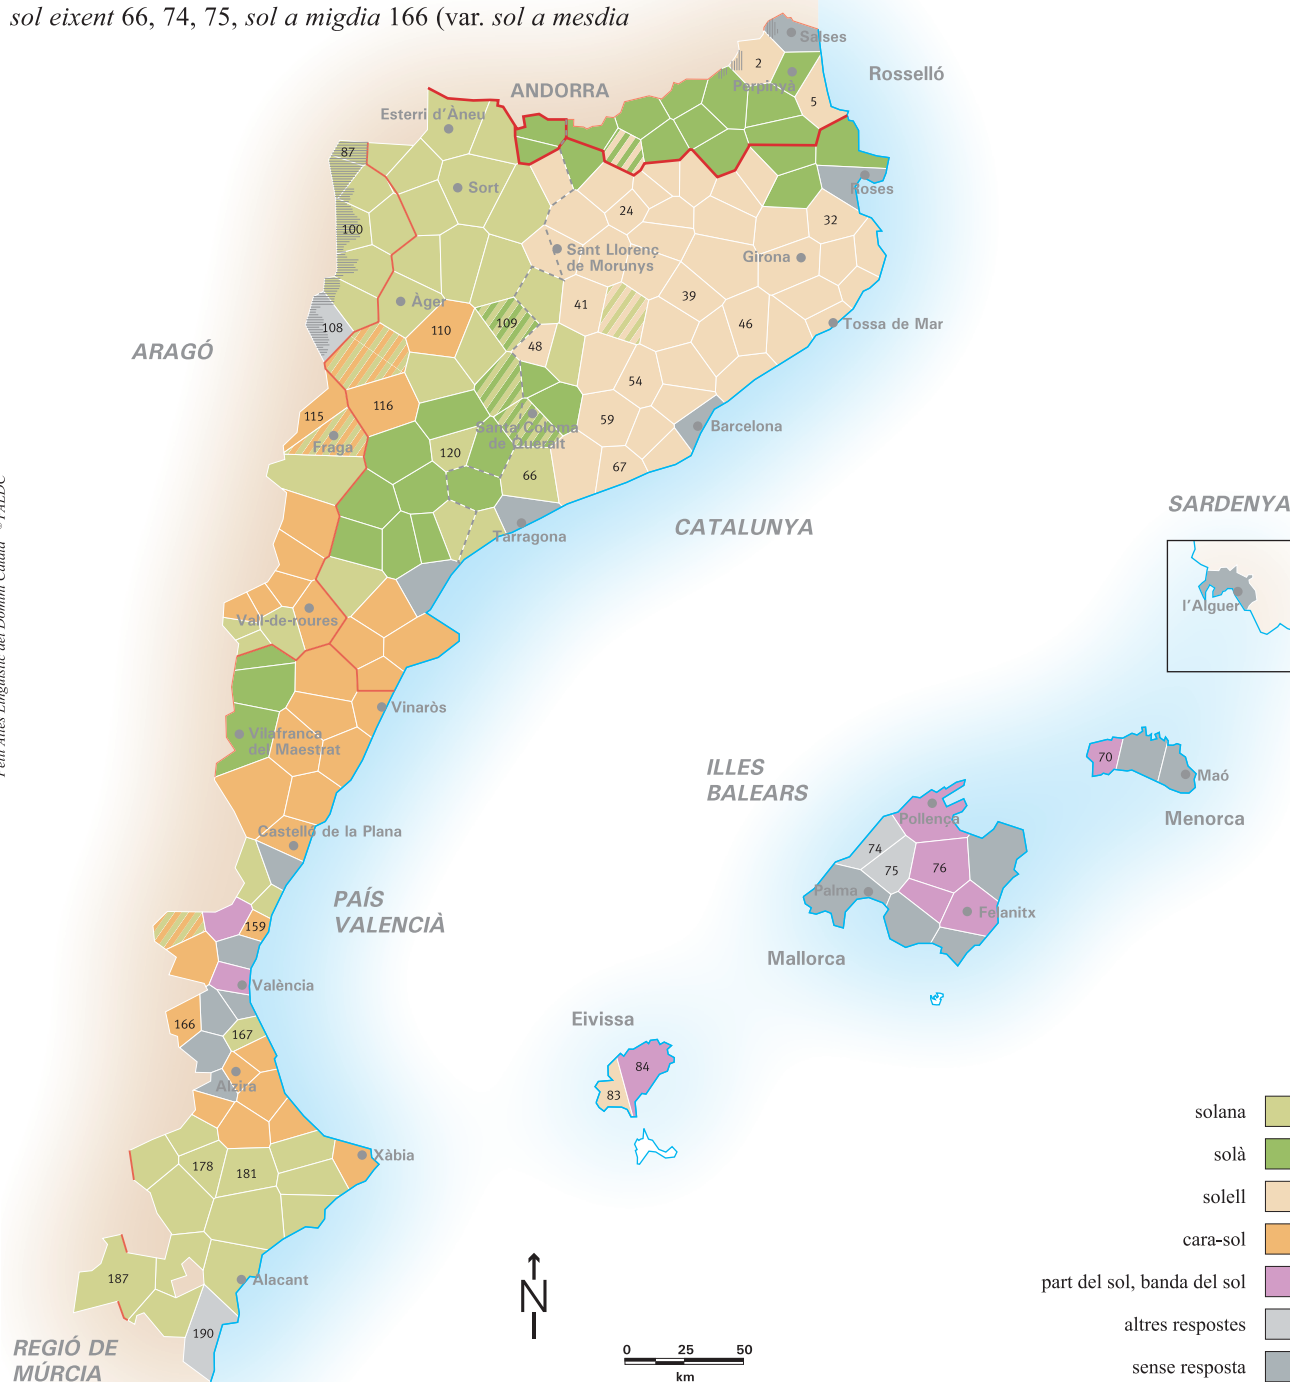 sol eixent 66, 74, 75, sol a migdia 166 (var. sol a mesdia
Salses
2
Rosselló
Perpinyà
ANDORRA
5
Esterri d'Àneu
87
Sort
Roses
24
32
100
Sant Llorenç
de Morunys
Girona
39
Àger
41
109
46
Tossa de Mar
108
110
48
ARAGÓ
54
116
115
59
Barcelona
Santa Coloma
de Queralt
Fraga
120
67
66
SARDENYA
CATALUNYA
Tarragona
l'Alguer
Vall-de-roures
Vinaròs
Vilafranca
del Maestrat
70
ILLES
BALEARS
Maó
Menorca
Pollença
Castelló de la Plana
74
76
75
Palma
PAÍS
VALENCIÀ
Felanitx
159
Mallorca
València
Eivissa
166
167
84
Alzira
83
solana
Xàbia
178
181
solà
solell
cara-sol
187
Alacant
part del sol, banda del sol
N
190
altres respostes
REGIÓ DE
MÚRCIA
0 25 50
km
sense resposta